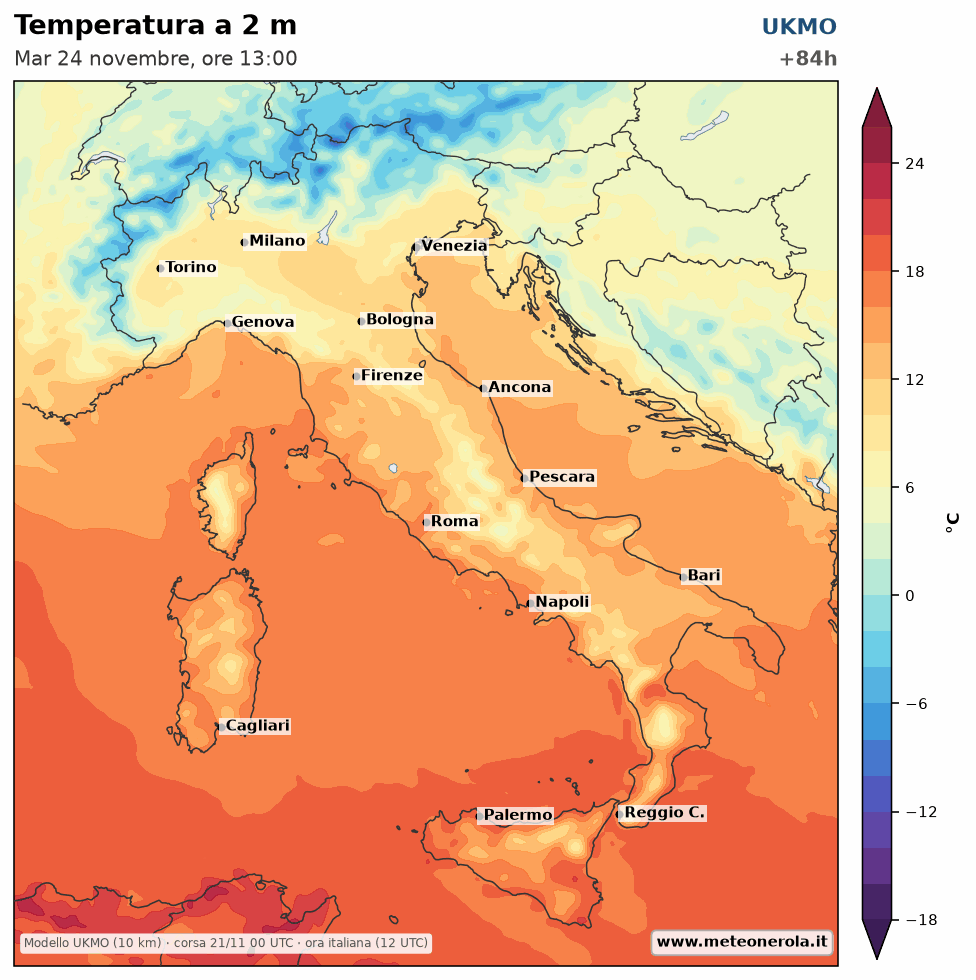 Temperatura a 2 m
UKMO
Mar 24 novembre, ore 13:00
+84h
Milano
Venezia
Torino
Genova
Bologna
Firenze
Ancona
Pescara
Roma
Bari
Napoli
Cagliari
Palermo
Reggio C.
24
18
12
6
0
−6
−12
−18
°C
Modello UKMO (10 km) · corsa 21/11 00 UTC · ora italiana (12 UTC)
www.meteonerola.it